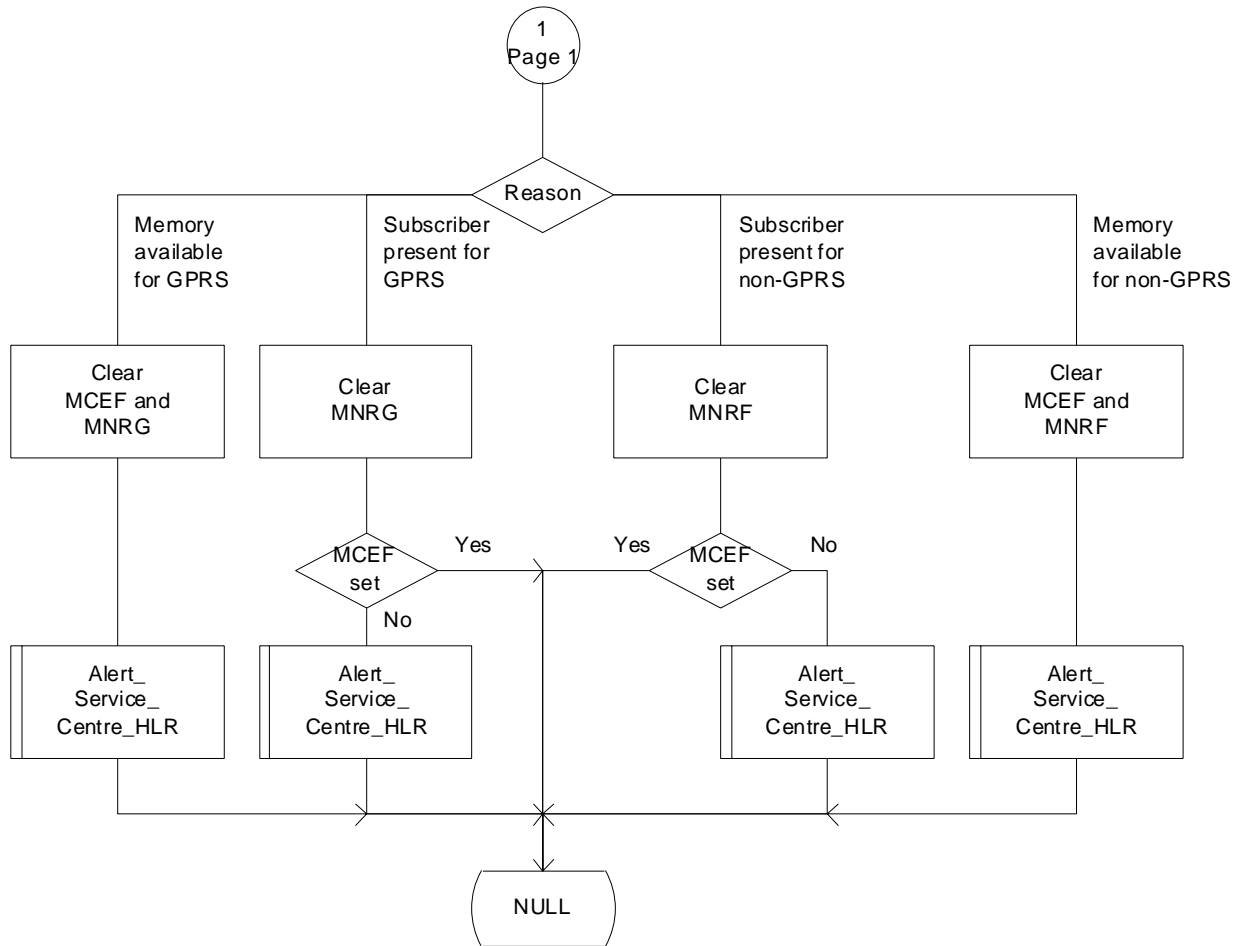 1
Page 1
Reason
Memory
available
for GPRS
Subscriber
present for
GPRS
Subscriber
present for
non-GPRS
Memory
available
for non-GPRS
Clear
MCEF and
MNRG
Clear
MNRG
Clear
MNRF
Clear
MCEF and
MNRF
MCEF
set
Yes
No
Yes
MCEF
set
No
Alert_
Service_
Centre_HLR
Alert_
Service_
Centre_HLR
Alert_
Service_
Centre_HLR
Alert_
Service_
Centre_HLR
NULL